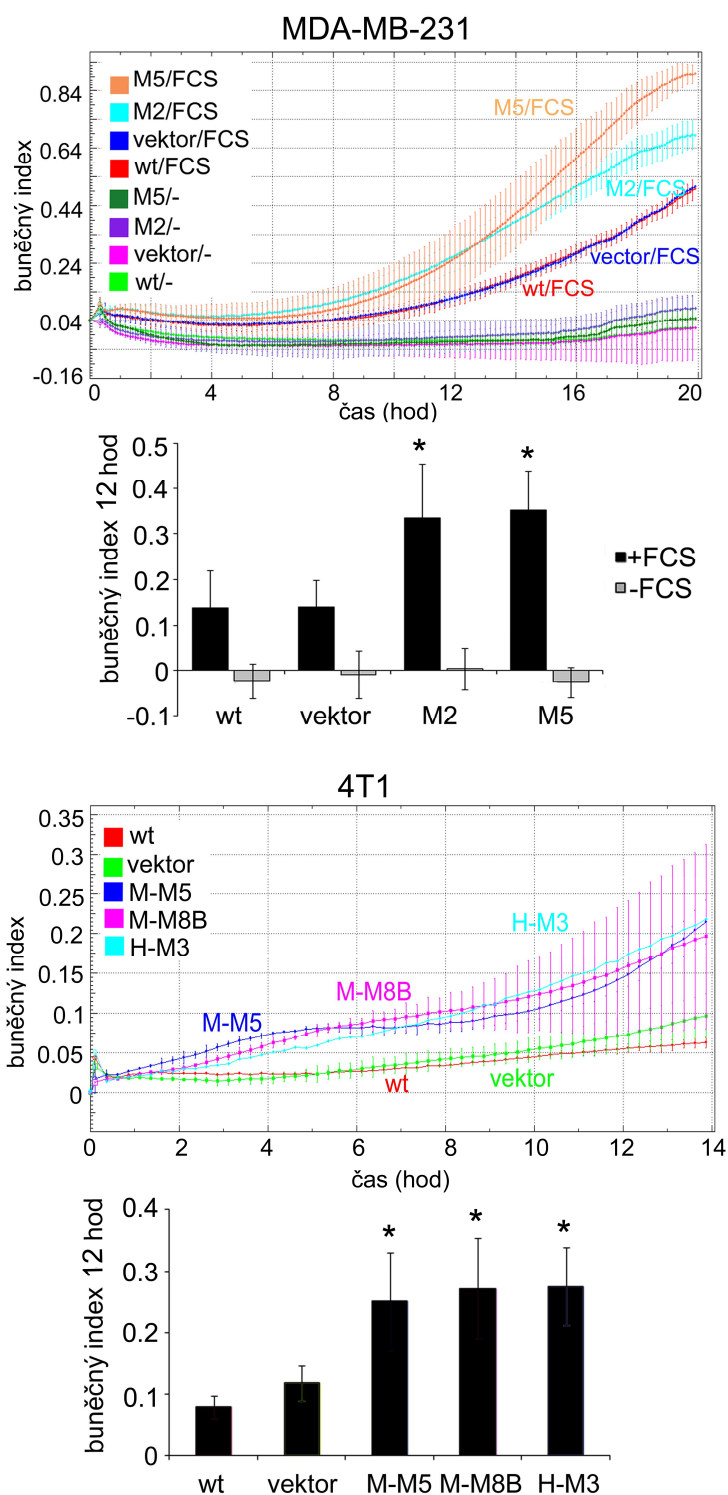 MDA-MB-231
buněčný index
0.84
0.64
0.44
0.24
0.04
-0.16
M5/FCS
M2/FCS
vektor/FCS
wt/FCS
M5/-
M2/-
vektor/-
wt/-
M5/FCS
M2/FCS
vector/FCS
wt/FCS
0 4 8 12 16 20
čas (hod)
buněčný index 12 hod
0.5
0.4
0.3
0.2
0.1
0
-0.1
* *
+FCS
-FCS
wt vektor M2 M5
4T1
buněčný index
0.35
0.3
0.25
0.2
0.15
0.1
0.05
0
wt
vektor
M-M5
M-M8B
H-M3
H-M3
M-M8B
M-M5
wt
vektor
0 2 4 6 8 10 12 14
čas (hod)
buněčný index 12 hod
0.4
0.3
0.2
0.1
0
* * *
wt vektor M-M5 M-M8B H-M3